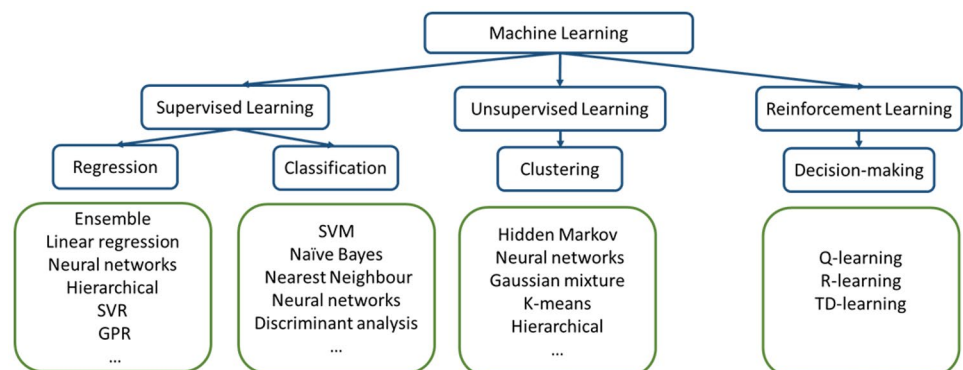 Machine Learning
Supervised Learning
Unsupervised Learning
Reinforcement Learning
Regression
Classification
Clustering
Decision-making
Ensemble
Linear regression
Neural networks
Hierarchical
SVR
GPR
...
SVM
Naïve Bayes
Nearest Neighbour
Neural networks
Discriminant analysis
...
Hidden Markov
Neural networks
Gaussian mixture
K-means
Hierarchical
...
Q-learning
R-learning
TD-learning